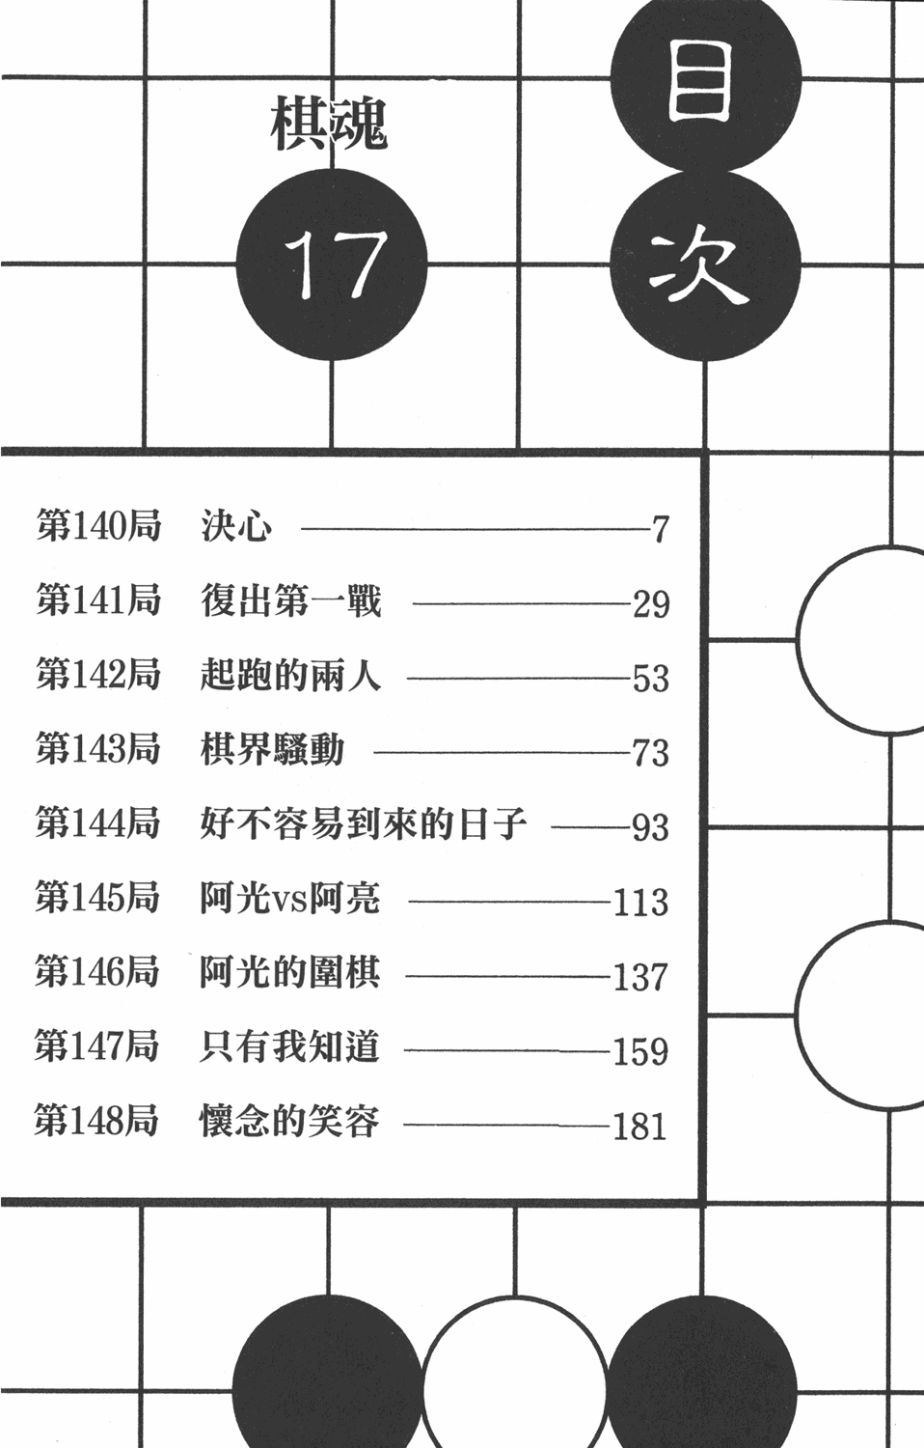 目次
棋魂
17
第140局 決心 7
第141局 復出第一戰 29
第142局 起跑的兩人 53
第143局 棋界騷動 73
第144局 好不容易到來的日子 93
第145局 阿光vs阿亮 113
第146局 阿光的圍棋 137
第147局 只有我知道 159
第148局 懷念的笑容 181